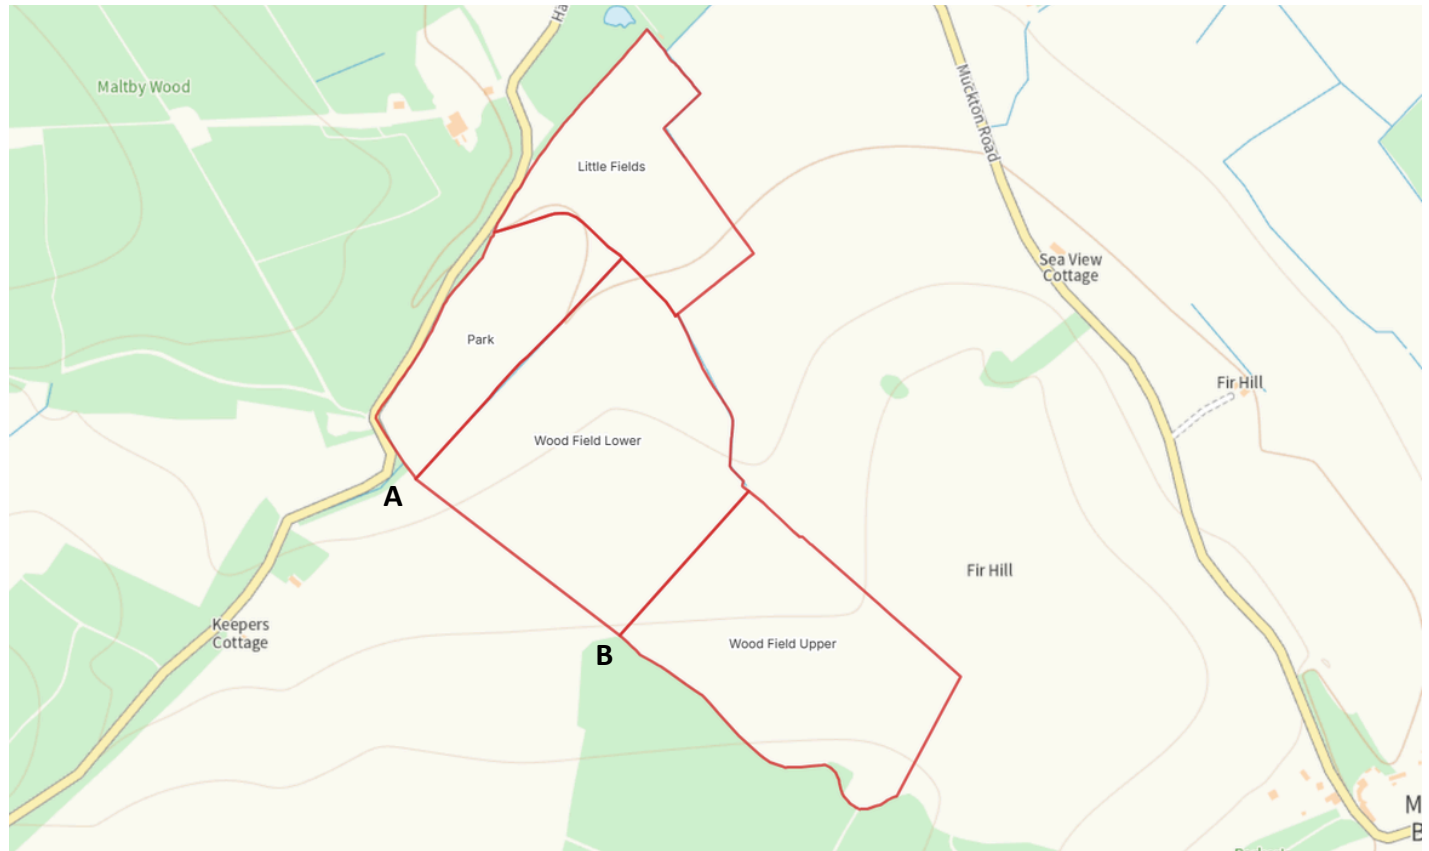 Ha
Maltby Wood
Muckton Road
Little Fields
Sea View
Cottage
Park
Fir Hill
Wood Field Lower
A
Fir Hill
Keepers
Cottage
Wood Field Upper
B
M
B